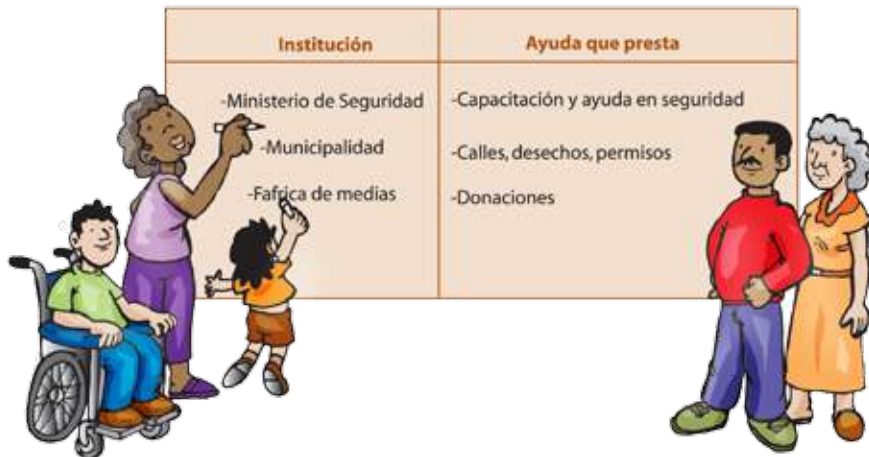 Institución Ayuda que presta
-Ministerio de Seguridad -Capacitación y ayuda en seguridad
-Municipalidad -Calles, desechos, permisos
-Fafrica de medias -Donaciones